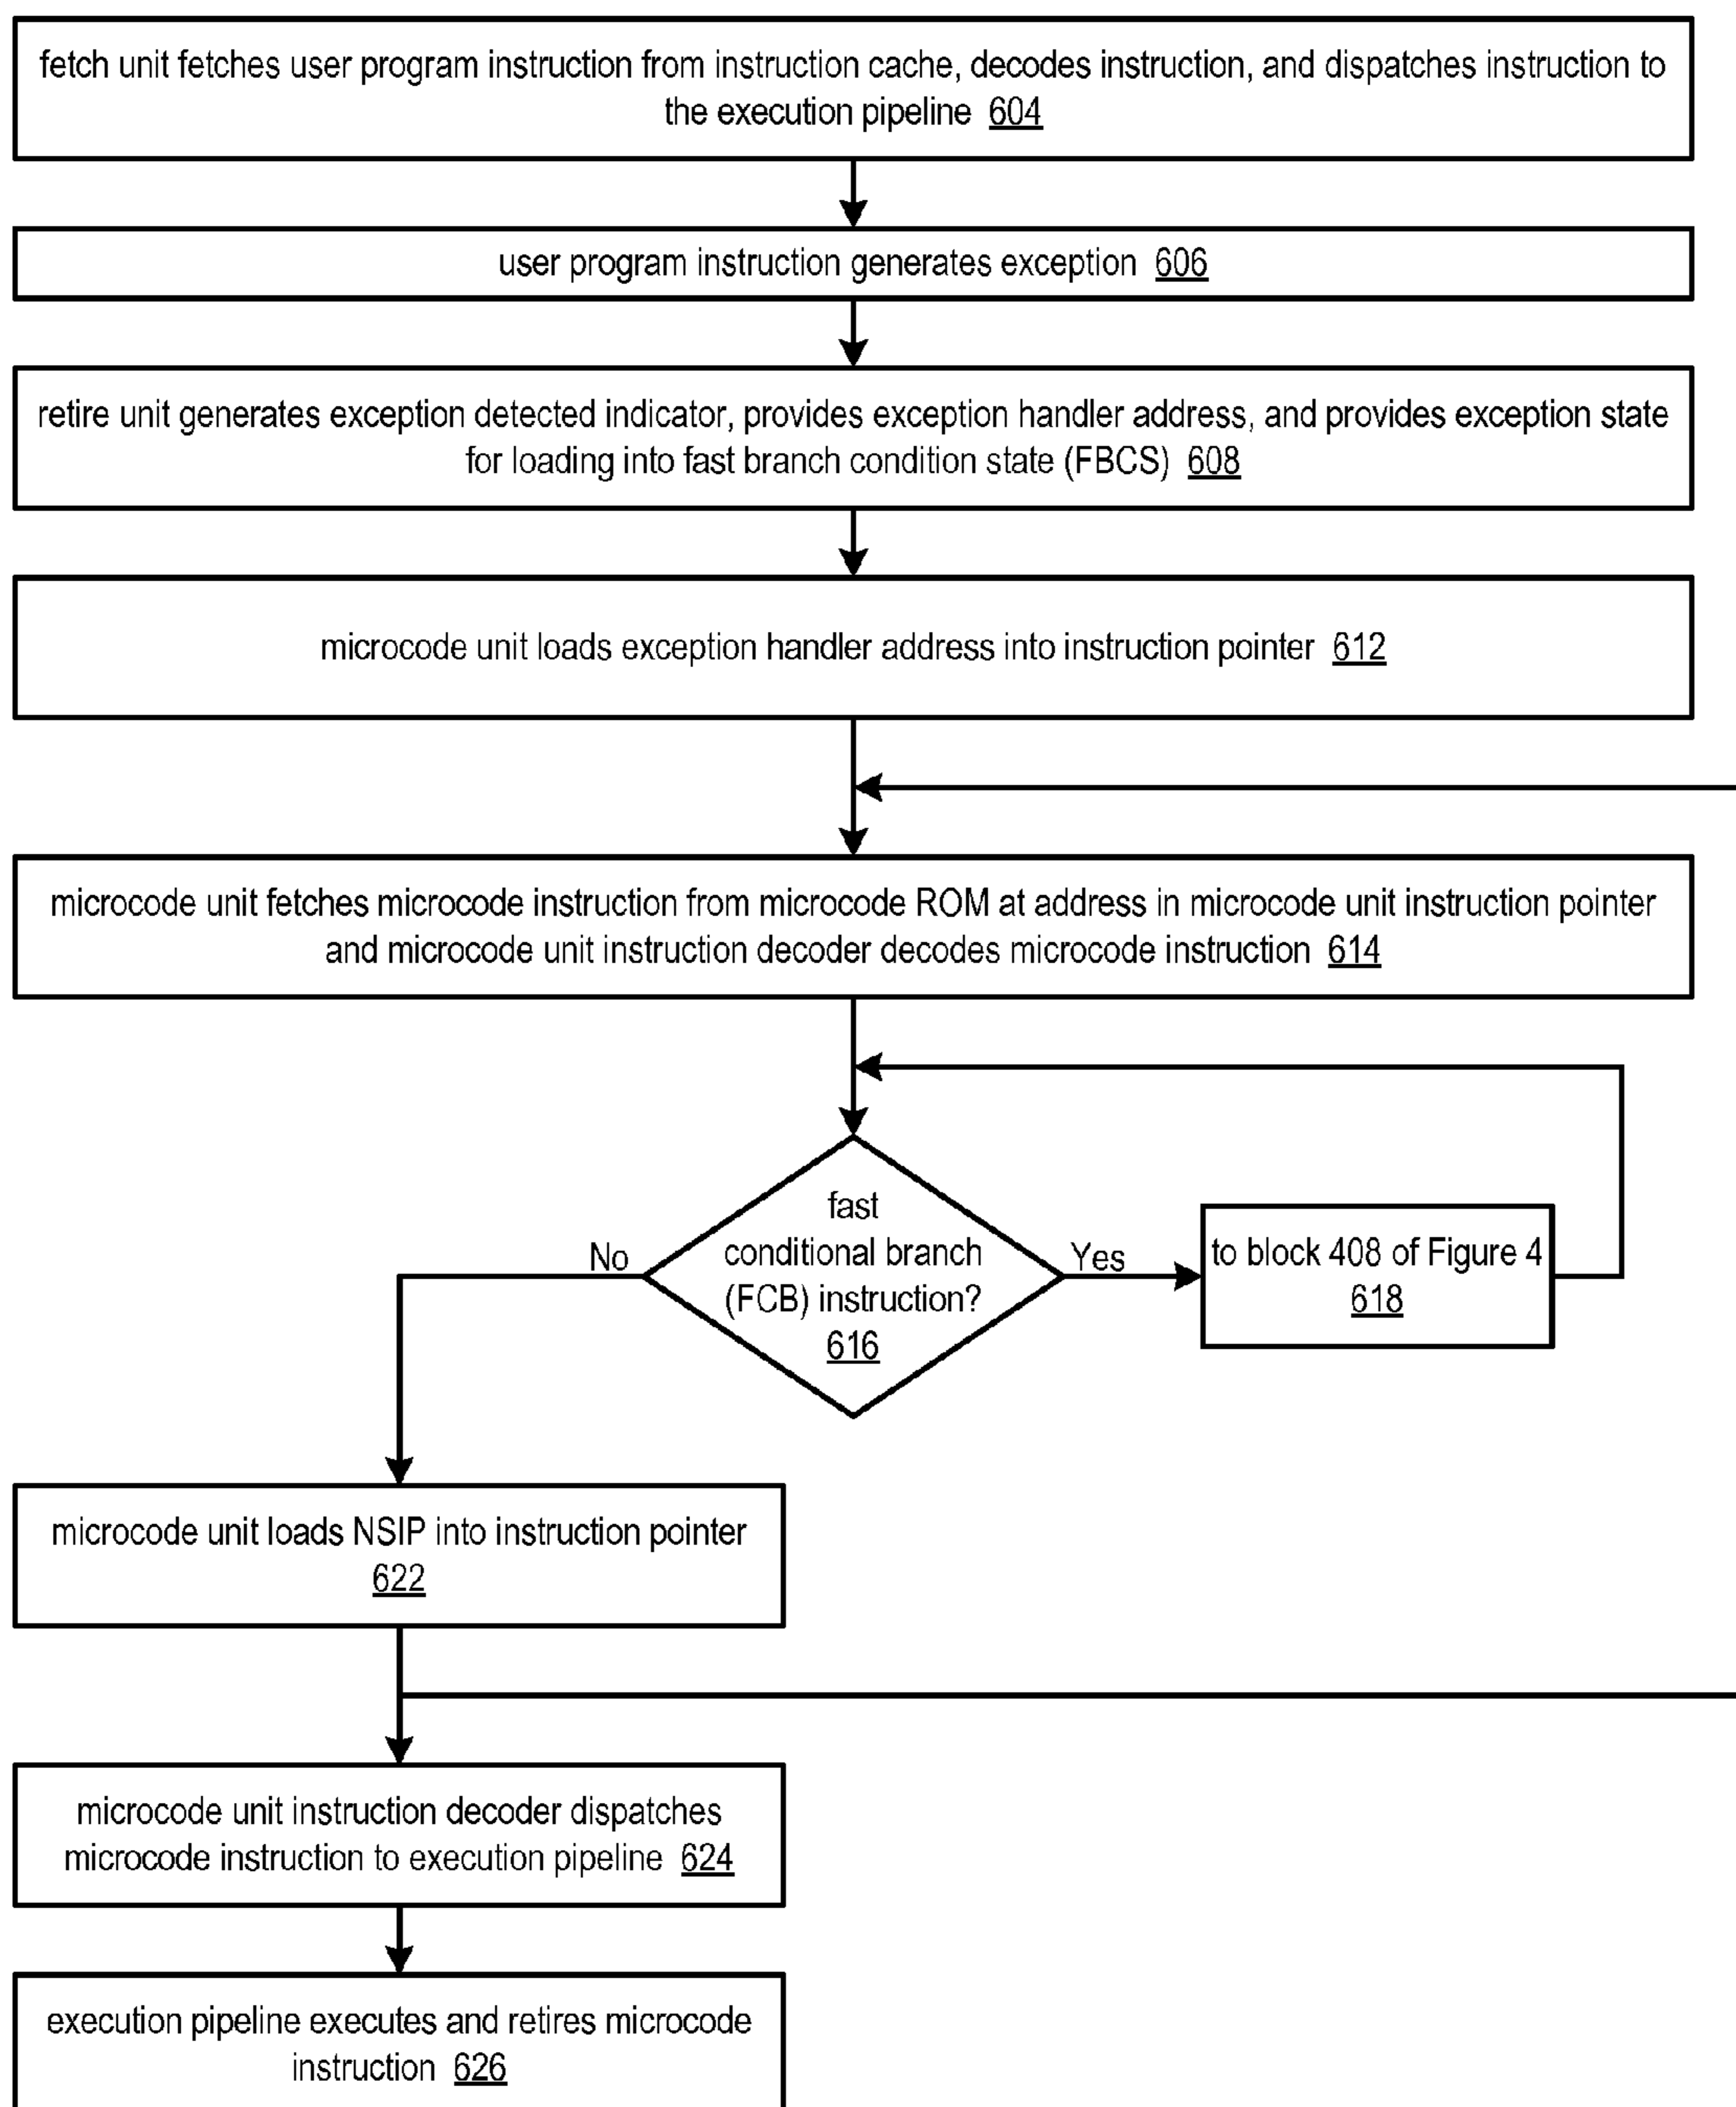 fetch unit fetches user program instruction from instruction cache, decodes instruction, and dispatches instruction to
the execution pipeline 604
user program instruction generates exception 606
retire unit generates exception detected indicator, provides exception handler address, and provides exception state
for loading into fast branch condition state (FBCS) 608
microcode unit loads exception handler address into instruction pointer 612
microcode unit fetches microcode instruction from microcode ROM at address in microcode unit instruction pointer
and microcode unit instruction decoder decodes microcode instruction 614
fast
conditional branch
(FCB) instruction?
616
No
Yes
to block 408 of Figure 4
618
microcode unit loads NSIP into instruction pointer
622
microcode unit instruction decoder dispatches
microcode instruction to execution pipeline 624
execution pipeline executes and retires microcode
instruction 626